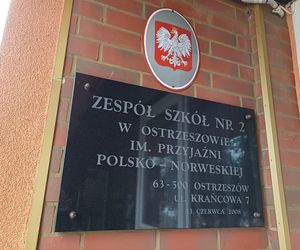 ZESPÓŁ SZKÓŁ NR 2
W OSTRZESZOWIE
IM. PRZYJAŹNI
POLSKO - NORWESKIEJ
63-500 OSTRZESZÓW
UL. KRAŃCOWA 7
13 CZERWCA 2008